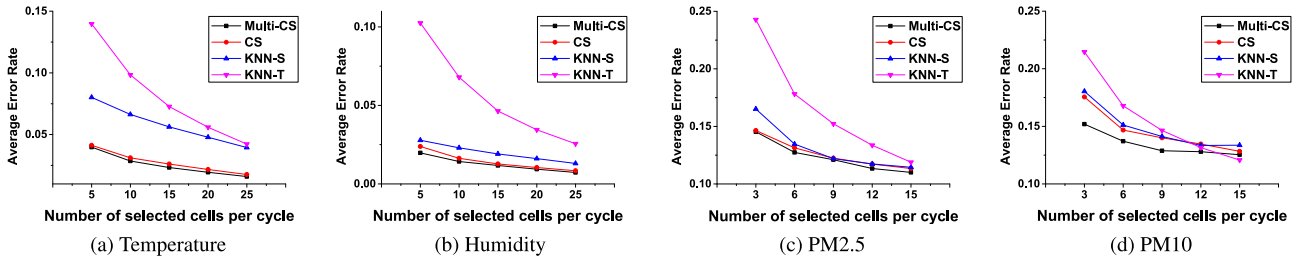 Average Error Rate
0.15
0.10
0.05
5 10 15 20 25
Number of selected cells per cycle
Multi-CS
CS
KNN-S
KNN-T
(a) Temperature
Average Error Rate
0.10
0.05
0.00
5 10 15 20 25
Number of selected cells per cycle
Multi-CS
CS
KNN-S
KNN-T
(b) Humidity
Average Error Rate
0.25
0.20
0.15
0.10
3 6 9 12 15
Number of selected cells per cycle
Multi-CS
CS
KNN-S
KNN-T
(c) PM2.5
Average Error Rate
0.25
0.20
0.15
0.10
3 6 9 12 15
Number of selected cells per cycle
Multi-CS
CS
KNN-S
KNN-T
(d) PM10